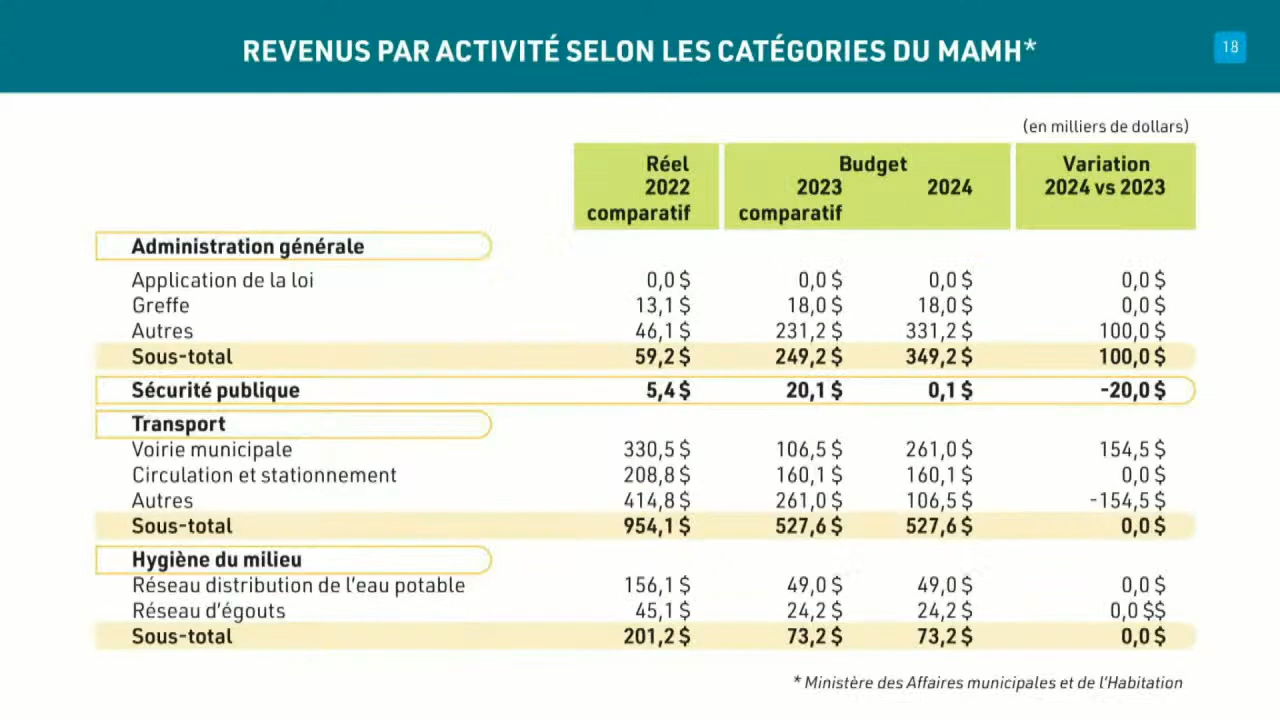 REVENUS PAR ACTIVITÉ SELON LES CATÉGORIES DU MAMH*
18
(en milliers de dollars)
Réel Budget Variation
2022 2023 2024 2024 vs 2023
comparatif comparatif
Administration générale
Application de la loi 0,0 $ 0,0 $ 0,0 $ 0,0 $
Greffe 13,1 $ 18,0 $ 18,0 $ 0,0 $
Autres 46,1 $ 231,2 $ 331,2 $ 100,0 $
Sous-total 59,2 $ 249,2 $ 349,2 $ 100,0 $
Sécurité publique 5,4 $ 20,1 $ 0,1 $ -20,0 $
Transport
Voirie municipale 330,5 $ 106,5 $ 261,0 $ 154,5 $
Circulation et stationnement 208,8 $ 160,1 $ 160,1 $ 0,0 $
Autres 414,8 $ 261,0 $ 106,5 $ -154,5 $
Sous-total 954,1 $ 527,6 $ 527,6 $ 0,0 $
Hygiène du milieu
Réseau distribution de l'eau potable 156,1 $ 49,0 $ 49,0 $ 0,0 $
Réseau d'égouts 45,1 $ 24,2 $ 24,2 $ 0,0 $$
Sous-total 201,2 $ 73,2 $ 73,2 $ 0,0 $
* Ministère des Affaires municipales et de l'Habitation